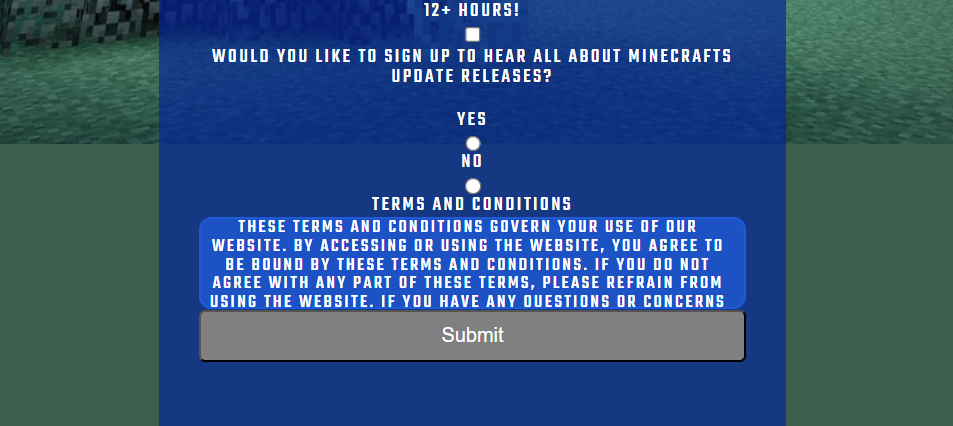 12+ HOURS!
WOULD YOU LIKE TO SIGN UP TO HEAR ALL ABOUT MINECRAFTS
UPDATE RELEASES?
YES
NO
TERMS AND CONDITIONS
THESE TERMS AND CONDITIONS GOVERN YOUR USE OF OUR
WEBSITE. BY ACCESSING OR USING THE WEBSITE, YOU AGREE TO
BE BOUND BY THESE TERMS AND CONDITIONS. IF YOU DO NOT
AGREE WITH ANY PART OF THESE TERMS, PLEASE REFRAIN FROM
USING THE WEBSITE. IF YOU HAVE ANY QUESTIONS OR CONCERNS
Submit